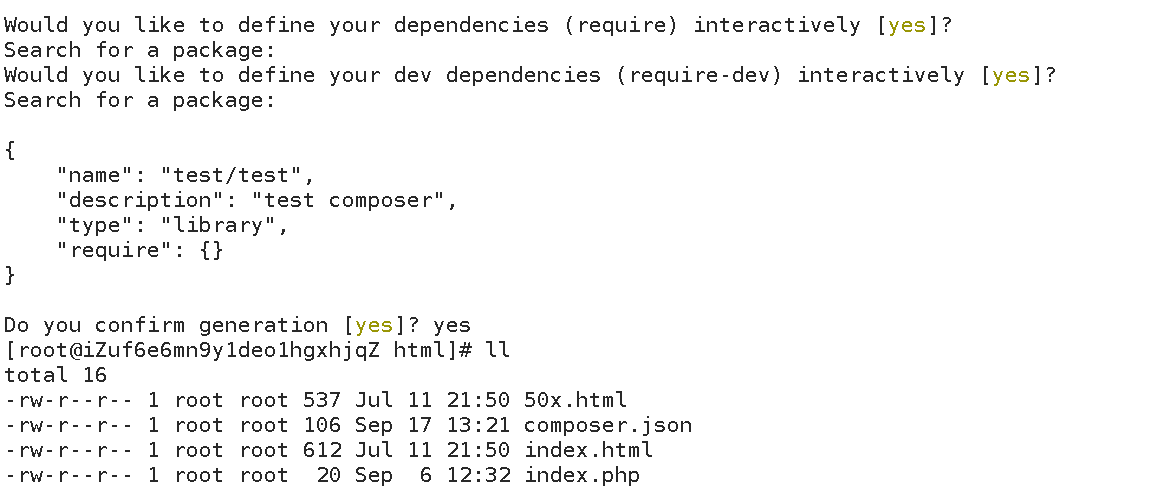 Would you like to define your dependencies (require) interactively [yes]?
Search for a package:
Would you like to define your dev dependencies (require-dev) interactively [yes]?
Search for a package:
{
    "name": "test/test",
    "description": "test composer",
    "type": "library",
    "require": {}
}
Do you confirm generation [yes]? yes
[root@iZuf6e6mn9y1deo1hgxhjqZ html]# ll
total 16
-rw-r--r-- 1 root root 537 Jul 11 21:50 50x.html
-rw-r--r-- 1 root root 106 Sep 17 13:21 composer.json
-rw-r--r-- 1 root root 612 Jul 11 21:50 index.html
-rw-r--r-- 1 root root  20 Sep  6 12:32 index.php